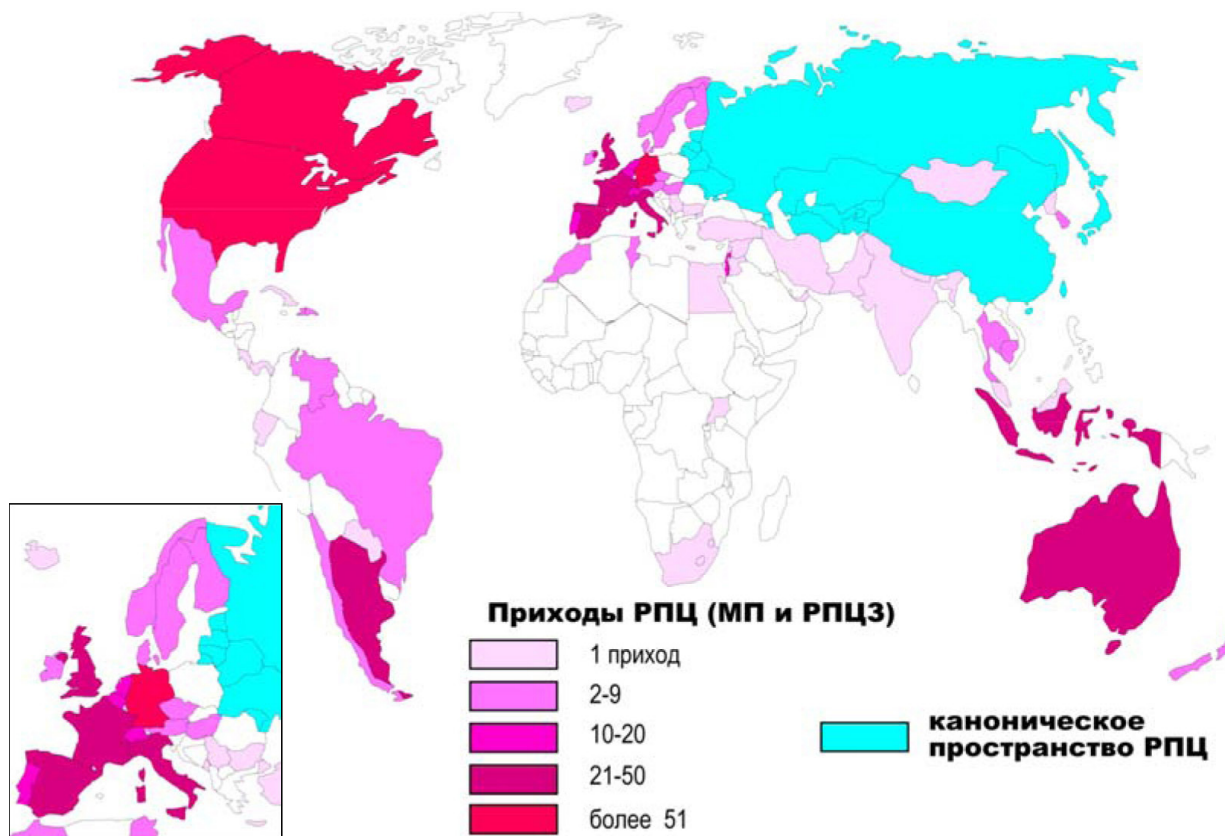 Приходы РПЦ (МП и РПЦЗ)
1 приход
2-9
10-20
21-50
более 51
каноническое
пространство РПЦ